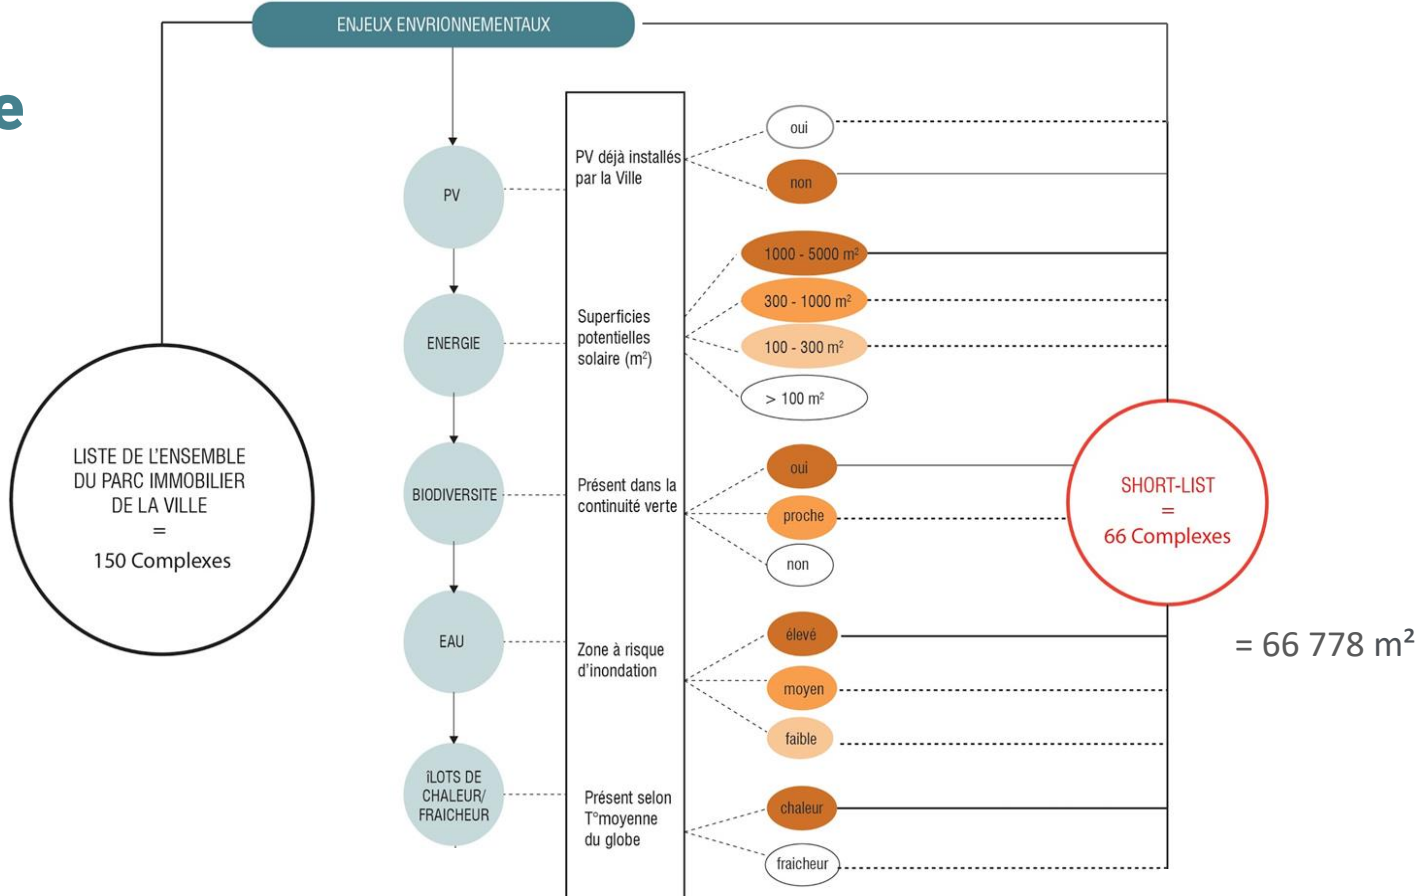 ENJEUX ENVRIONNEMENTAUX
e
PV
PV déjà installés
par la Ville
oui
non
ENERGIE
Superficies
potentielles
solaire (m²)
1000 - 5000 m²
300 - 1000 m²
100 - 300 m²
> 100 m²
LISTE DE L'ENSEMBLE
DU PARC IMMOBILIER
DE LA VILLE
=
150 Complexes
BIODIVERSITE
Présent dans la
continuité verte
oui
proche
non
SHORT-LIST
=
66 Complexes
= 66 778 m²
EAU
Zone à risque
d'inondation
élevé
moyen
faible
îLOTS DE
CHALEUR/
FRAICHEUR
Présent selon
T°moyenne
du globe
chaleur
fraicheur